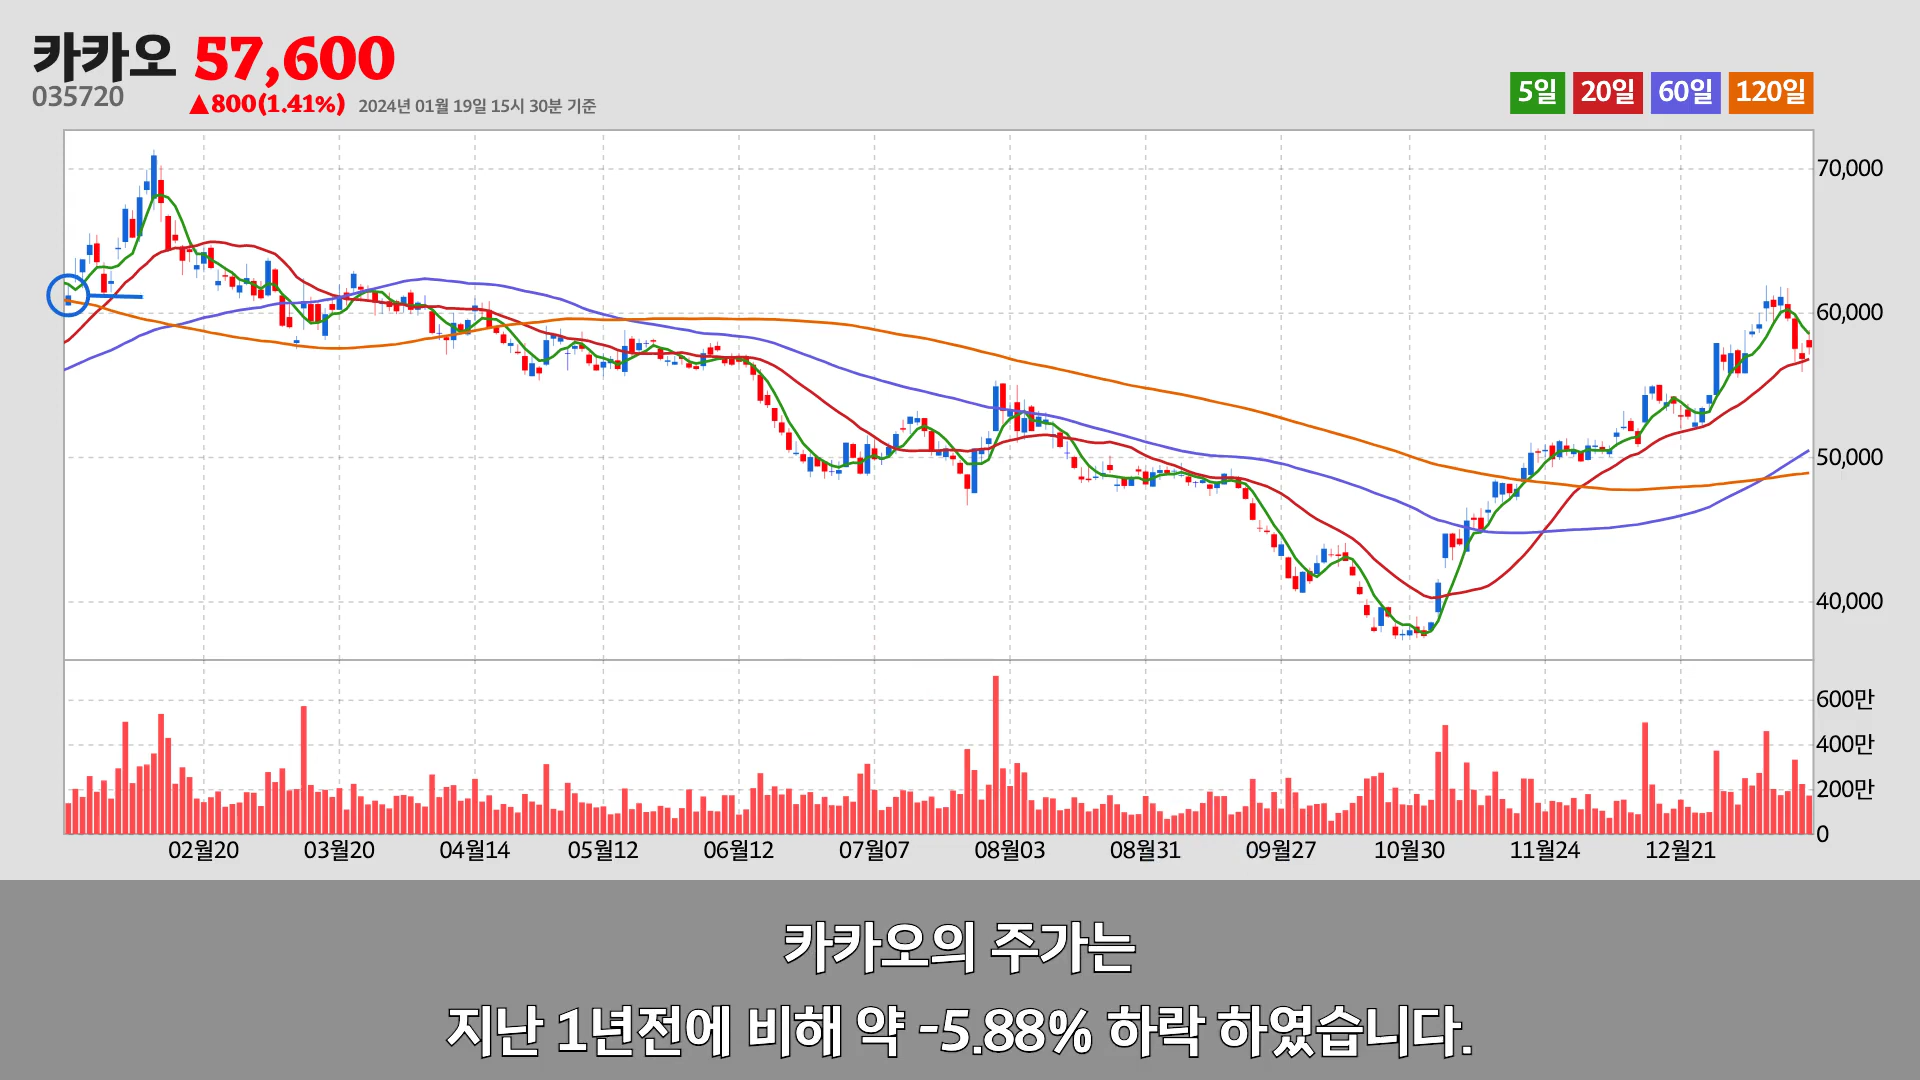 카카오 57,600
035720 ▲800(1.41%) 2024년 01월 19일 15시 30분 기준
5일 20일 60일 120일
70,000
60,000
50,000
40,000
600만
400만
200만
0
02월20 03월20 04월14 05월12 06월12 07월07 08월03 08월31 09월27 10월30 11월24 12월21
카카오의 주가는
지난 1년전에 비해 약 -5.88% 하락 하였습니다.